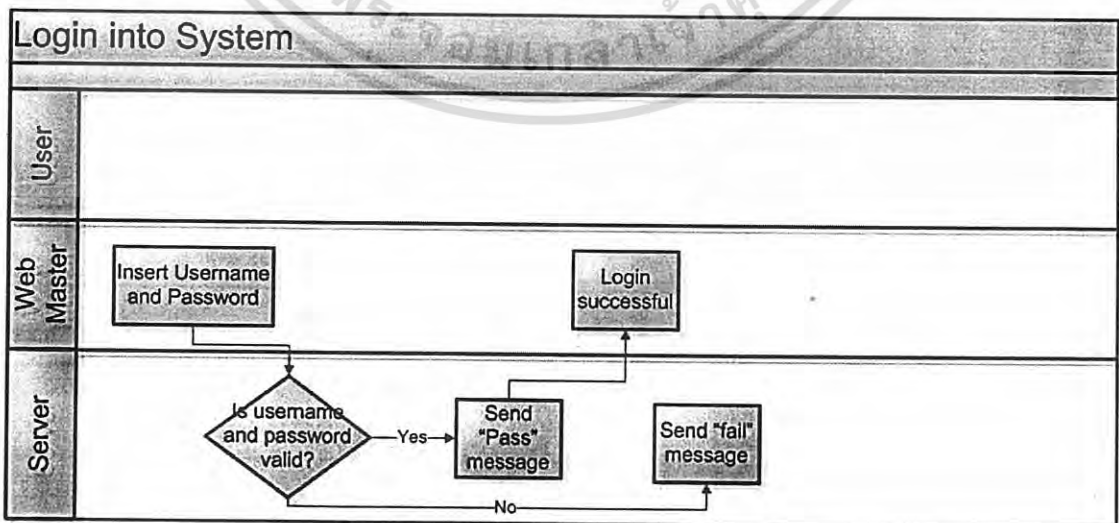 Login into System
User
Web
Master
Insert Username
and Password
Login
successful
Server
Is username
and password
valid?
Yes
Send
"Pass"
message
Send "fail"
message
No